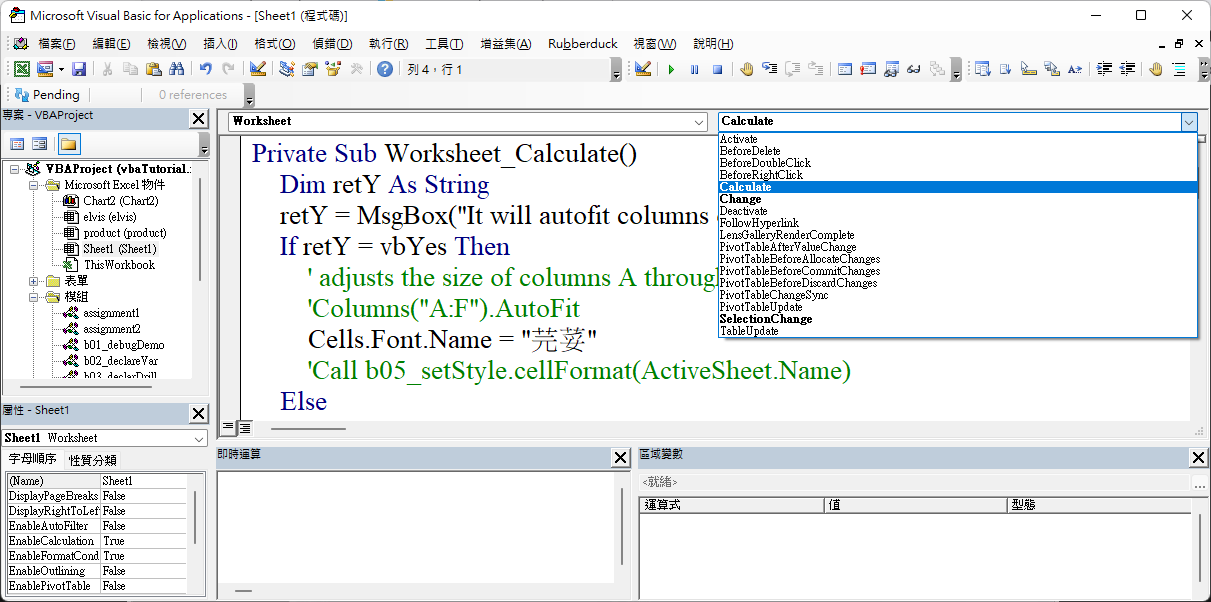 Microsoft Visual Basic for Applications - [Sheet1 (程式碼)]
檔案(F) 編輯(E) 檢視(V) 插入(I) 格式(O) 偵錯(D) 執行(R) 工具(T) 增益集(A) Rubberduck 視窗(W) 說明(H)
列 4，行 1
Pending 0 references
專案 - VBAProject
VBAProject (vbaTutorial.
Microsoft Excel 物件
Chart2 (Chart2)
elvis (elvis)
product (product)
Sheet1 (Sheet1)
ThisWorkbook
表單
模組
assignment1
assignment2
b01_debugDemo
b02_declareVar
b03_declarDrill
屬性 - Sheet1
Sheet1 Worksheet
字母順序 性質分類
(Name) Sheet1
DisplayPageBreaks False
DisplayRightToLef False
EnableAutoFilter False
EnableCalculation True
EnableFormatCond True
EnableOutlining False
EnablePivotTable False
Worksheet
Calculate
Activate
BeforeDelete
BeforeDoubleClick
BeforeRightClick
Calculate
Change
Deactivate
FollowHyperlink
LensGalleryRenderComplete
PivotTableAfterValueChange
PivotTableBeforeAllocateChanges
PivotTableBeforeCommitChanges
PivotTableBeforeDiscardChanges
PivotTableChangeSync
PivotTableUpdate
SelectionChange
TableUpdate
Private Sub Worksheet_Calculate()
Dim retY As String
retY = MsgBox("It will autofit columns
If retY = vbYes Then
' adjusts the size of columns A throug
'Columns("A:F").AutoFit
Cells.Font.Name = "芫荽"
'Call b05_setStyle.cellFormat(ActiveSheet.Name)
Else
即時運算
區域變數
<就緒>
...
運算式 值 型態